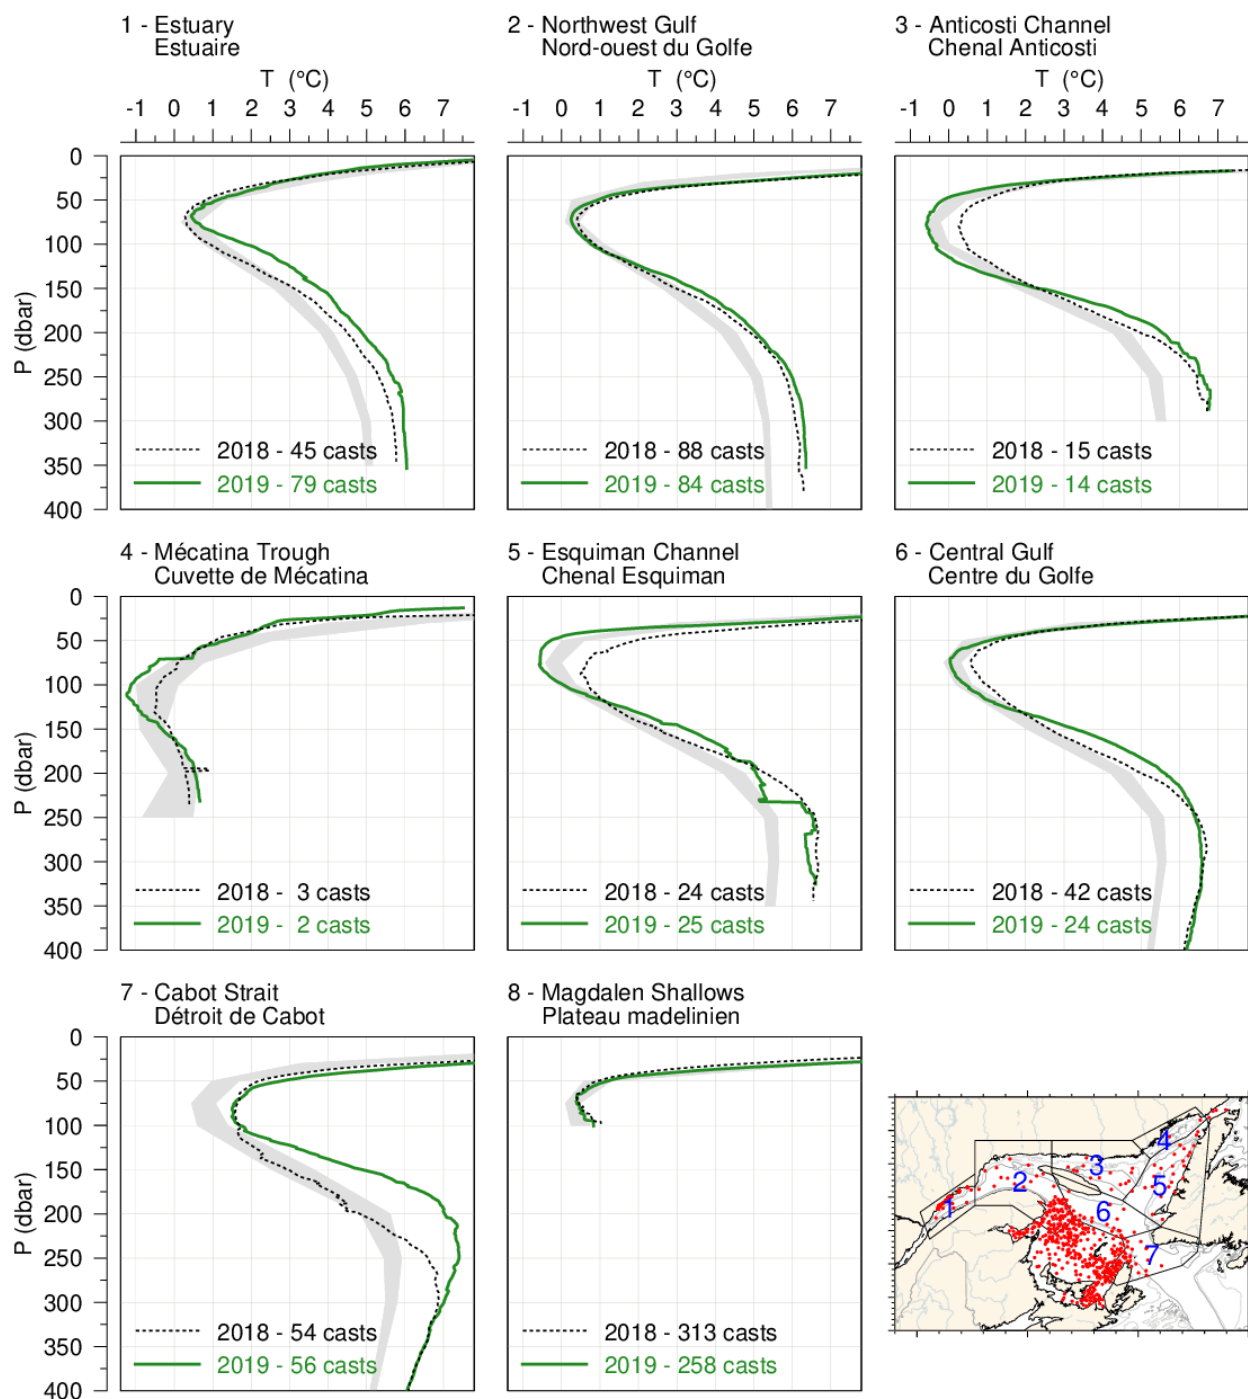 1 - Estuary
Estuaire
2 - Northwest Gulf
Nord-ouest du Golfe
3 - Anticosti Channel
Chenal Anticosti
T (°C)
T (°C)
T (°C)
-1 0 1 2 3 4 5 6 7
-1 0 1 2 3 4 5 6 7
-1 0 1 2 3 4 5 6 7
P (dbar)
0
50
100
150
200
250
300
350
400
2018 - 45 casts
2019 - 79 casts
2018 - 88 casts
2019 - 84 casts
2018 - 15 casts
2019 - 14 casts
4 - Mécatina Trough
Cuvette de Mécatina
5 - Esquiman Channel
Chenal Esquiman
6 - Central Gulf
Centre du Golfe
P (dbar)
0
50
100
150
200
250
300
350
400
2018 - 3 casts
2019 - 2 casts
2018 - 24 casts
2019 - 25 casts
2018 - 42 casts
2019 - 24 casts
7 - Cabot Strait
Détroit de Cabot
8 - Magdalen Shallows
Plateau madelinien
P (dbar)
0
50
100
150
200
250
300
350
400
2018 - 54 casts
2019 - 56 casts
2018 - 313 casts
2019 - 258 casts
4
3
2
5
1
6
7